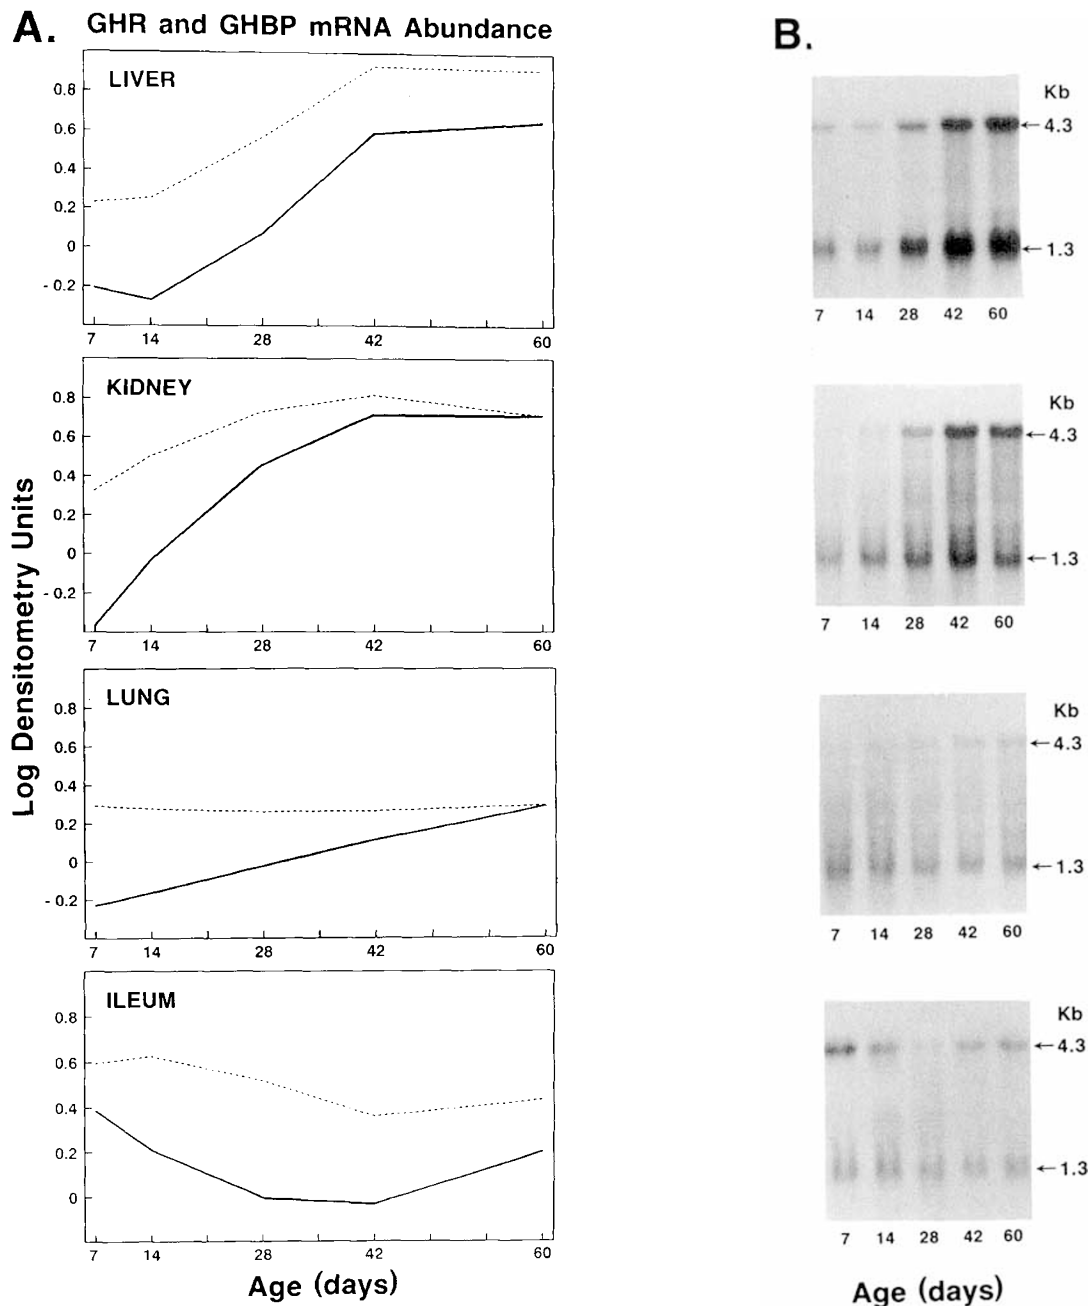 A. GHR and GHBP mRNA Abundance
Log Densitometry Units
LIVER
0.8
0.6
0.4
0.2
0
- 0.2
7 14 28 42 60
KIDNEY
0.8
0.6
0.4
0.2
0
- 0.2
7 14 28 42 60
LUNG
0.8
0.6
0.4
0.2
0
- 0.2
7 14 28 42 60
ILEUM
0.8
0.6
0.4
0.2
0
7 14 28 42 60
Age (days)
B.
Kb
←4.3
←1.3
7 14 28 42 60
Kb
←4.3
←1.3
7 14 28 42 60
Kb
←4.3
←1.3
7 14 28 42 60
Kb
←4.3
←1.3
7 14 28 42 60
Age (days)